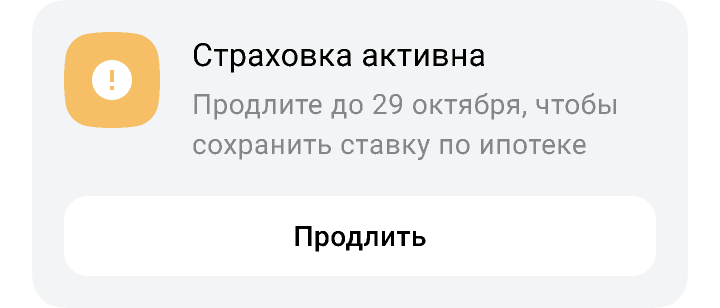 Страховка активна
Продлите до 29 октября, чтобы
сохранить ставку по ипотеке
Продлить